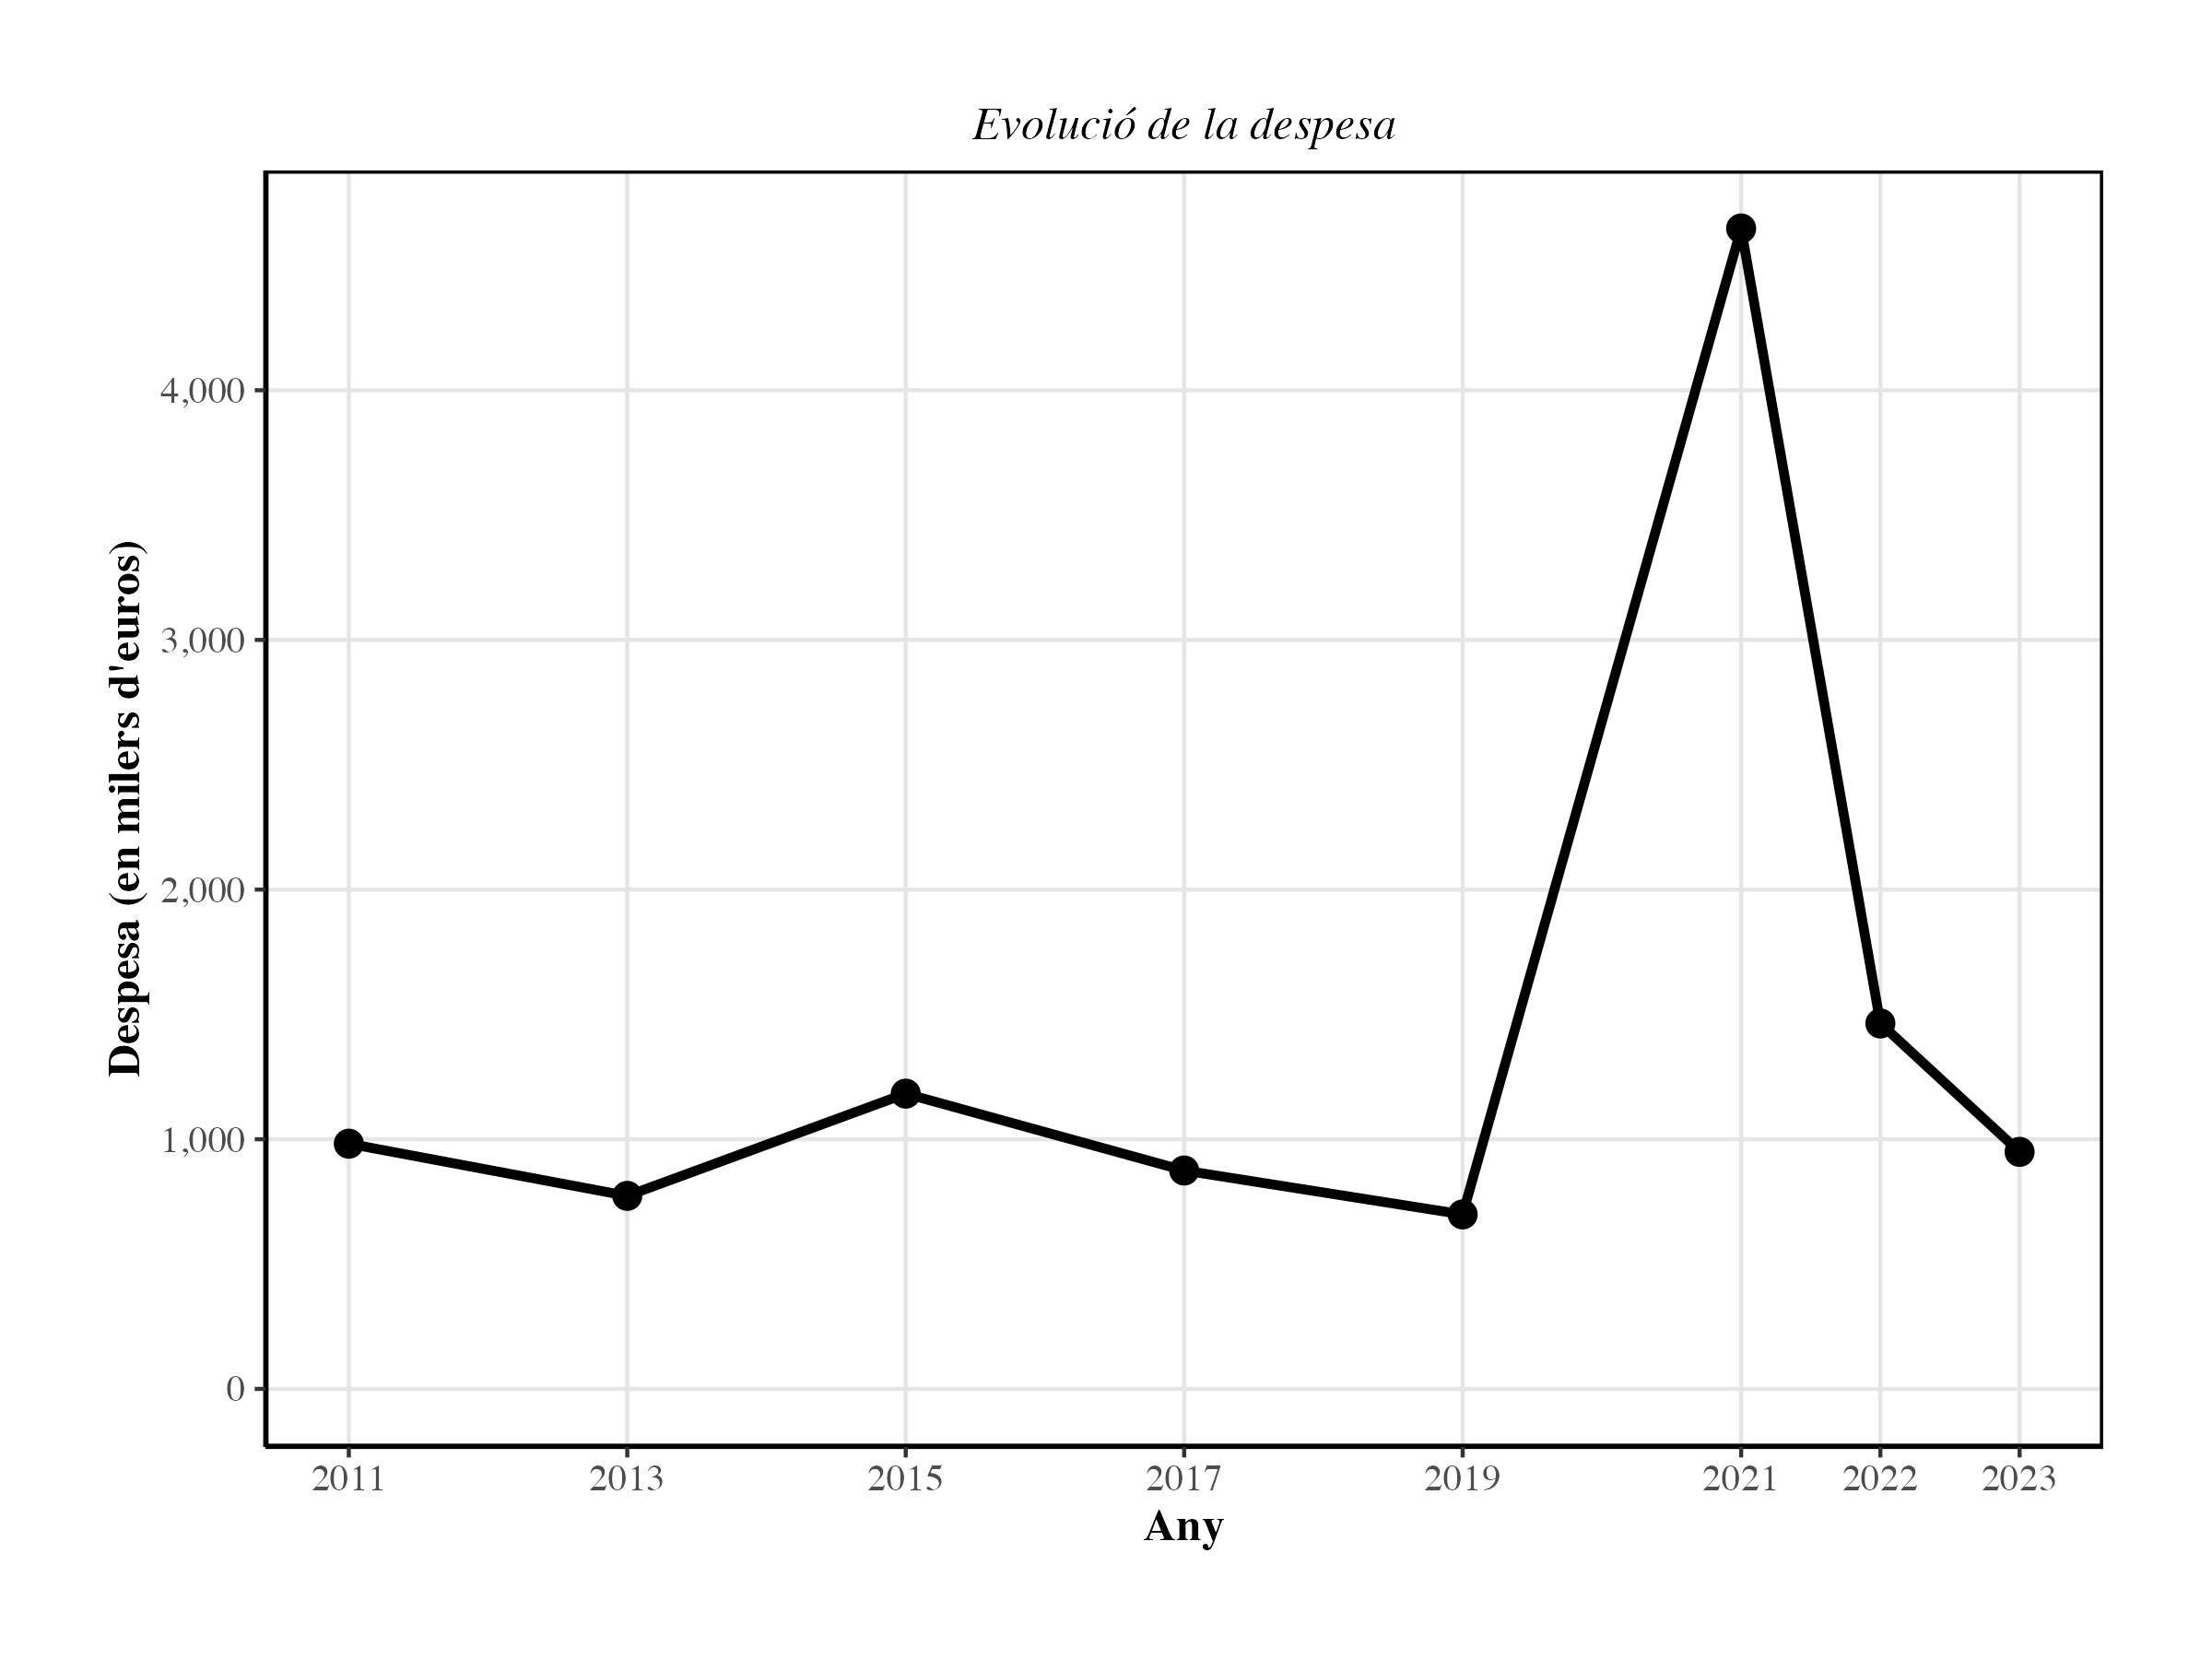 Evolució de la despesa
Despesa (en milers d'euros)
4,000
3,000
2,000
1,000
0
2011 2013 2015 2017 2019 2021 2022 2023
Any